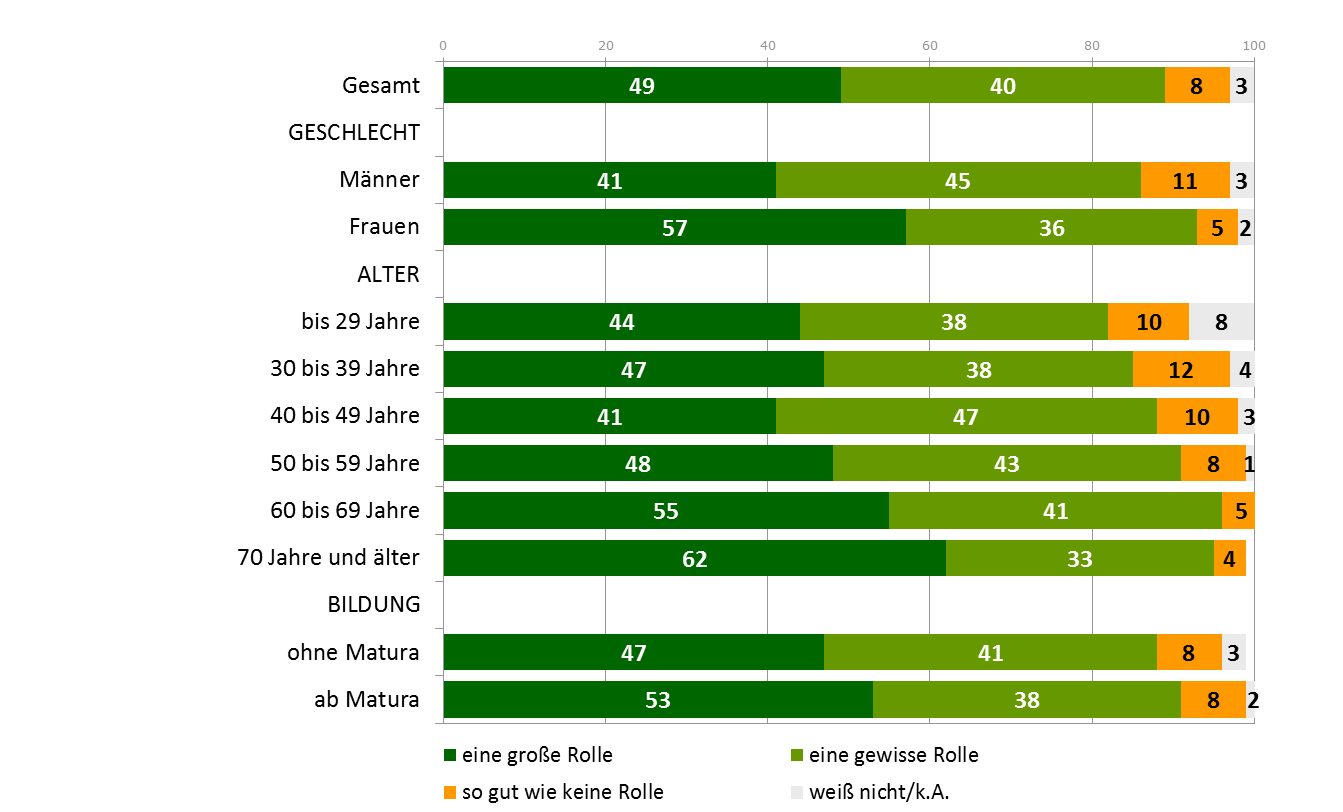 0 20 40 60 80 100
Gesamt 49 40 8 3
GESCHLECHT
Männer 41 45 11 3
Frauen 57 36 5 2
ALTER
bis 29 Jahre 44 38 10 8
30 bis 39 Jahre 47 38 12 4
40 bis 49 Jahre 41 47 10 3
50 bis 59 Jahre 48 43 8 1
60 bis 69 Jahre 55 41 5
70 Jahre und älter 62 33 4
BILDUNG
ohne Matura 47 41 8 3
ab Matura 53 38 8 2
eine große Rolle eine gewisse Rolle
so gut wie keine Rolle weiß nicht/k.A.